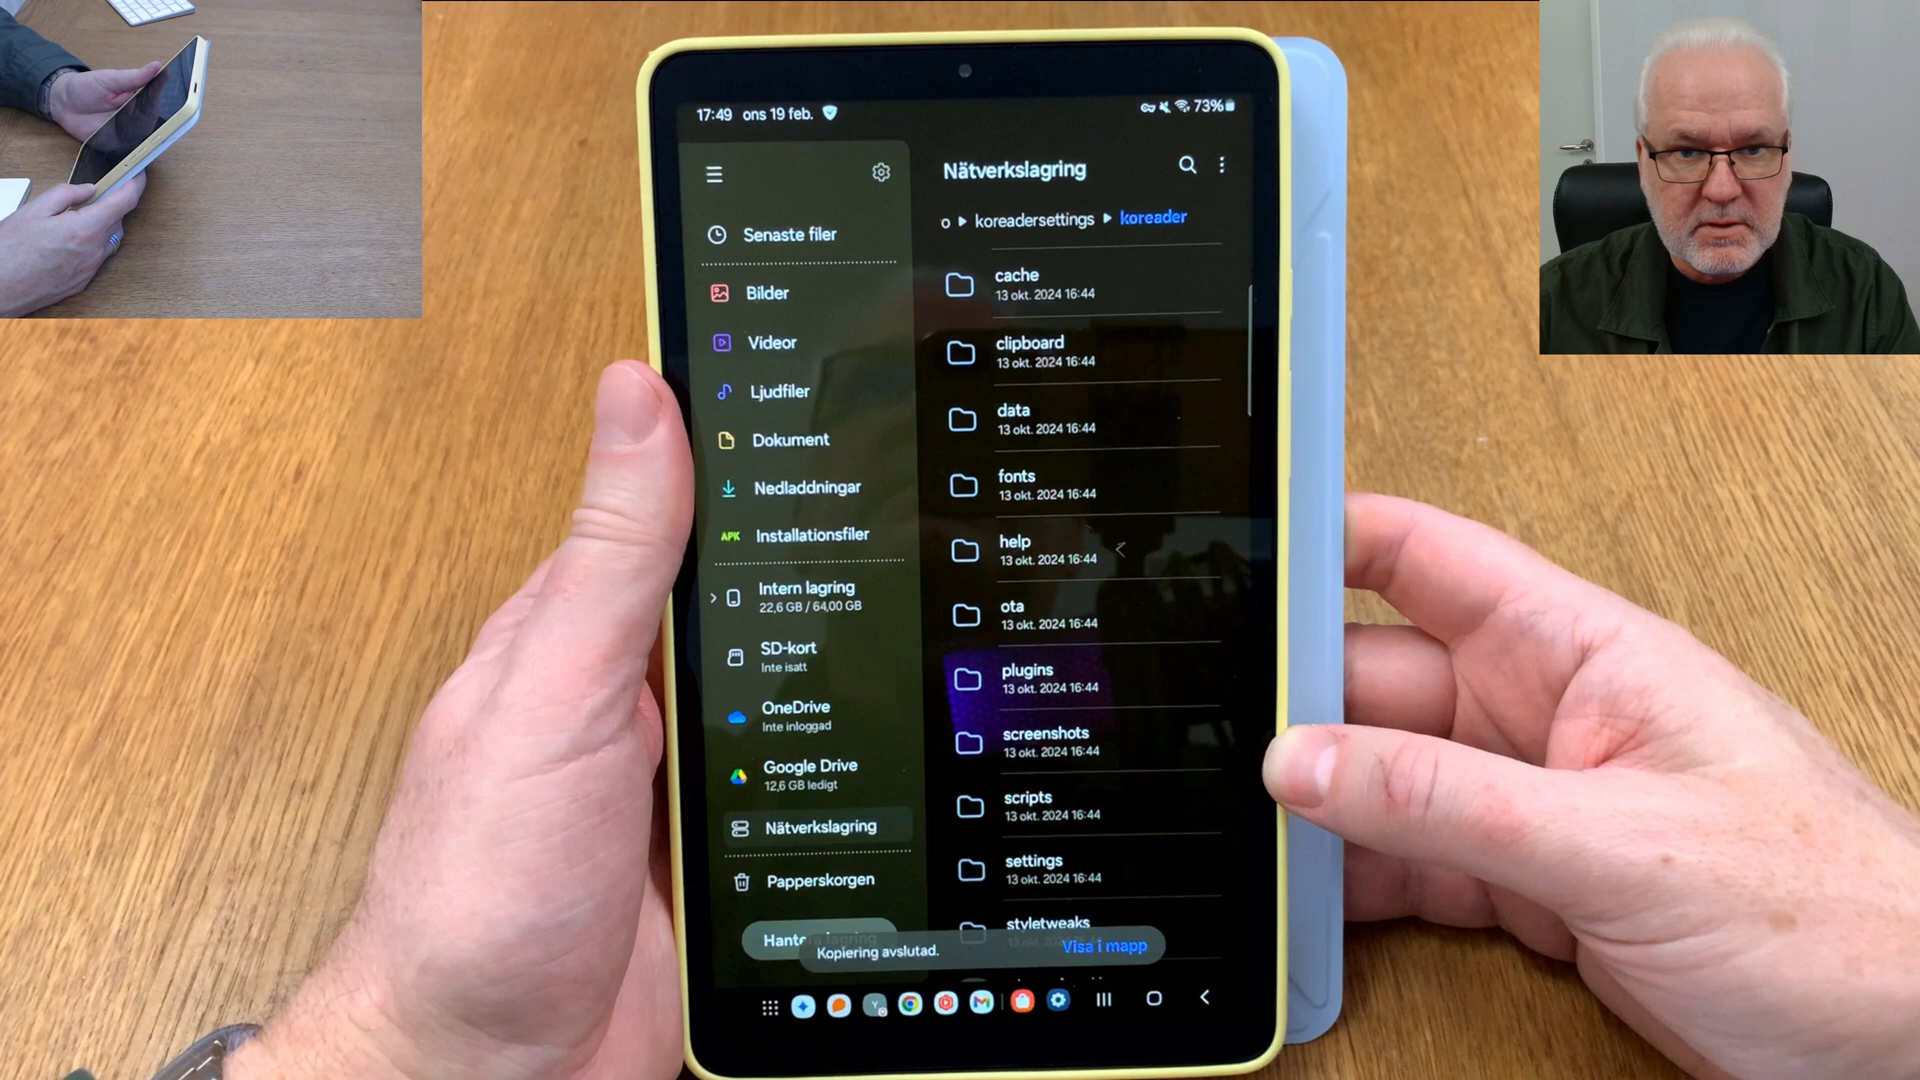 17:49 ons 19 feb.
73%
Senaste filer
Bilder
Videor
Ljudfiler
Dokument
Nedladdningar
APK Installationsfiler
Intern lagring
22,6 GB / 64,00 GB
SD-kort
Inte isatt
OneDrive
Inte inloggad
Google Drive
12,6 GB ledigt
Nätverkslagring
Papperskorgen
Hantera lagring
Nätverkslagring
o ▶ koreadersettings ▶ koreader
cache
13 okt. 2024 16:44
clipboard
13 okt. 2024 16:44
data
13 okt. 2024 16:44
fonts
13 okt. 2024 16:44
help
13 okt. 2024 16:44
ota
13 okt. 2024 16:44
plugins
13 okt. 2024 16:44
screenshots
13 okt. 2024 16:44
scripts
13 okt. 2024 16:44
settings
13 okt. 2024 16:44
styletweaks
Kopiering avslutad. Visa i mapp